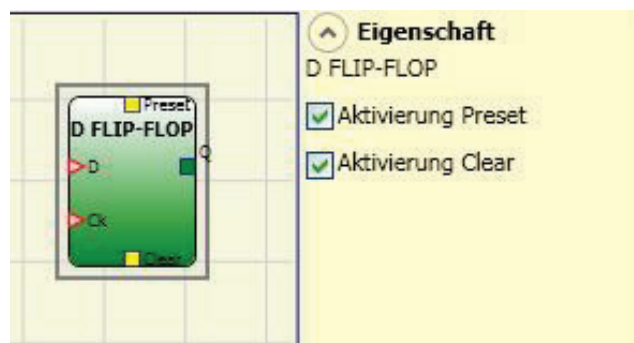 Preset
D FLIP-FLOP
D
Q
Ck
Clear
Eigenschaft
D FLIP-FLOP
Aktivierung Preset
Aktivierung Clear